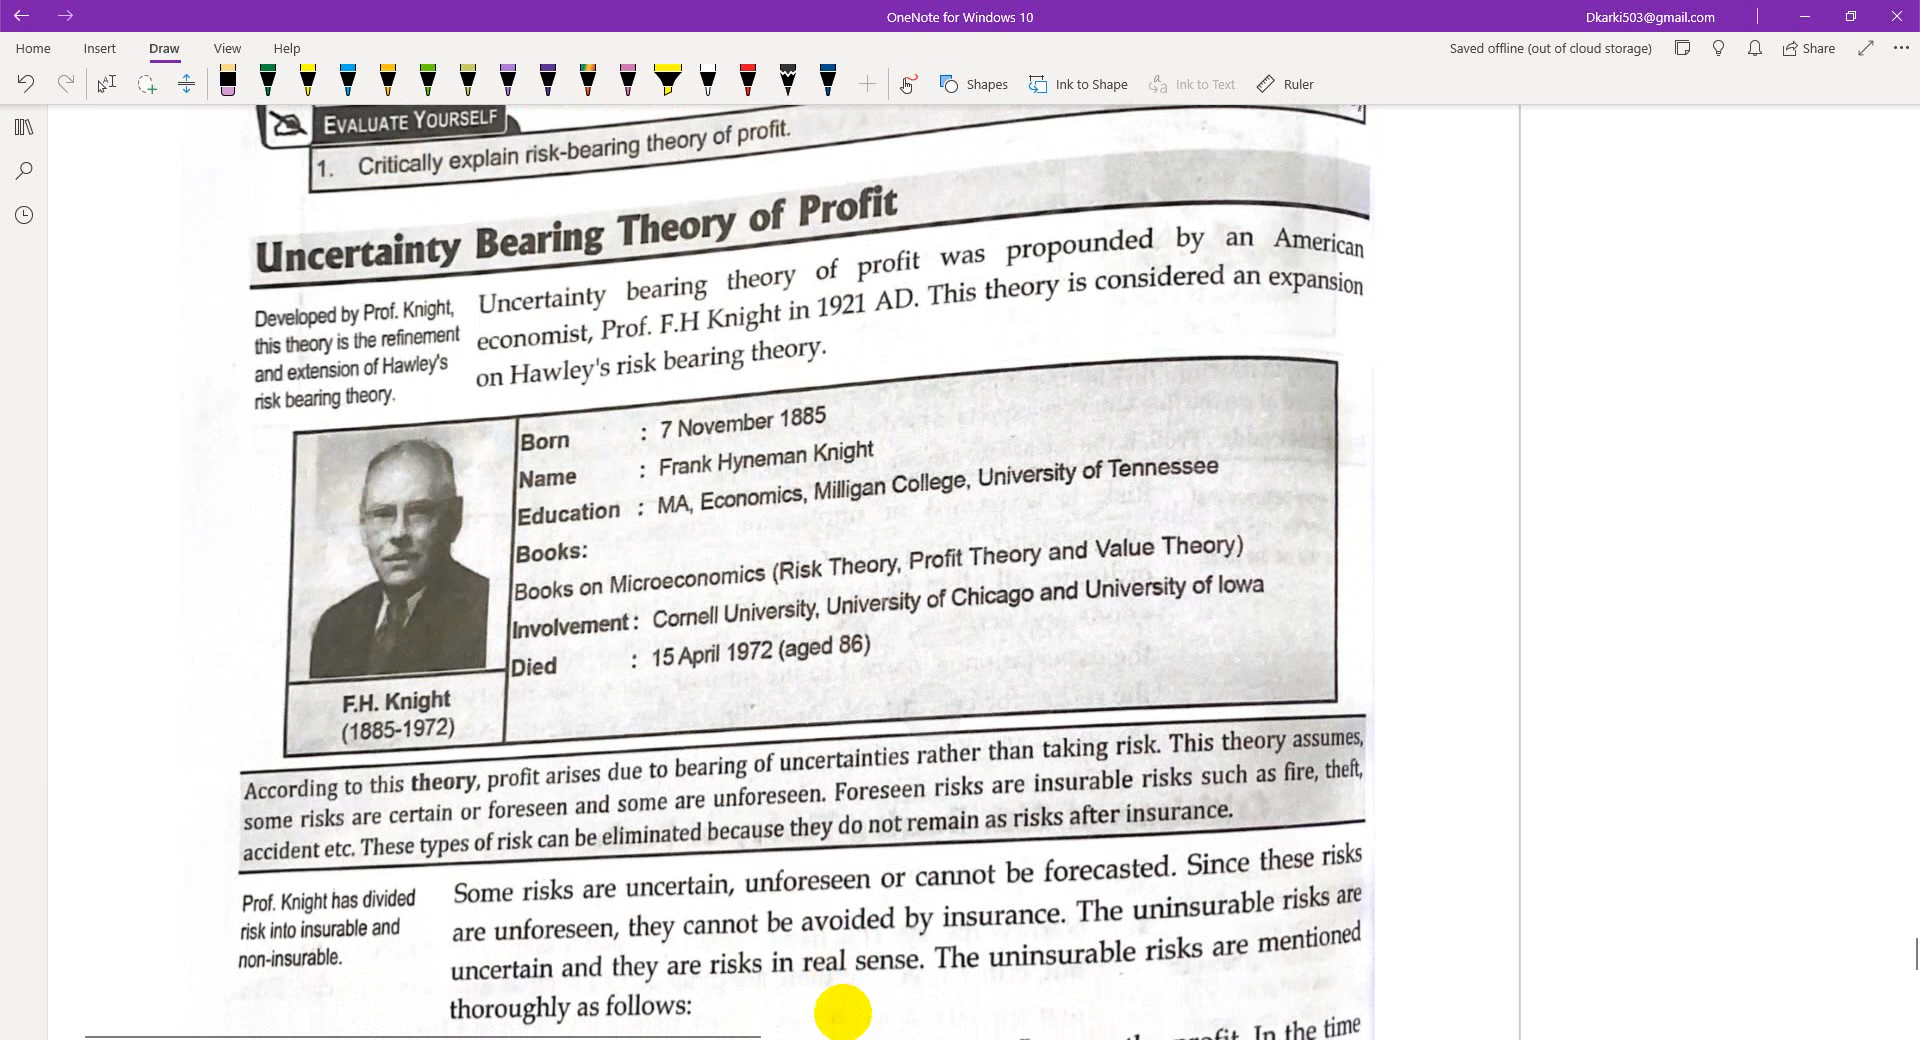 OneNote for Windows 10
Dkarki503@gmail.com
Home Insert Draw View Help
Saved offline (out of cloud storage)
Share
Shapes
Ink to Shape
Ink to Text
Ruler
EVALUATE YOURSELF
1. Critically explain risk-bearing theory of profit.
Uncertainty Bearing Theory of Profit
Developed by Prof. Knight,
this theory is the refinement
and extension of Hawley's
risk bearing theory.
Uncertainty bearing theory of profit was propounded by an American
economist, Prof. F.H Knight in 1921 AD. This theory is considered an expansion
on Hawley's risk bearing theory.
Born : 7 November 1885
Name : Frank Hyneman Knight
Education : MA, Economics, Milligan College, University of Tennessee
Books:
Books on Microeconomics (Risk Theory, Profit Theory and Value Theory)
Involvement : Cornell University, University of Chicago and University of Iowa
Died : 15 April 1972 (aged 86)
F.H. Knight
(1885-1972)
According to this theory, profit arises due to bearing of uncertainties rather than taking risk. This theory assumes,
some risks are certain or foreseen and some are unforeseen. Foreseen risks are insurable risks such as fire, theft,
accident etc. These types of risk can be eliminated because they do not remain as risks after insurance.
Prof. Knight has divided
risk into insurable and
non-insurable.
Some risks are uncertain, unforeseen or cannot be forecasted. Since these risks
are unforeseen, they cannot be avoided by insurance. The uninsurable risks are
uncertain and they are risks in real sense. The uninsurable risks are mentioned
thoroughly as follows:
In the time